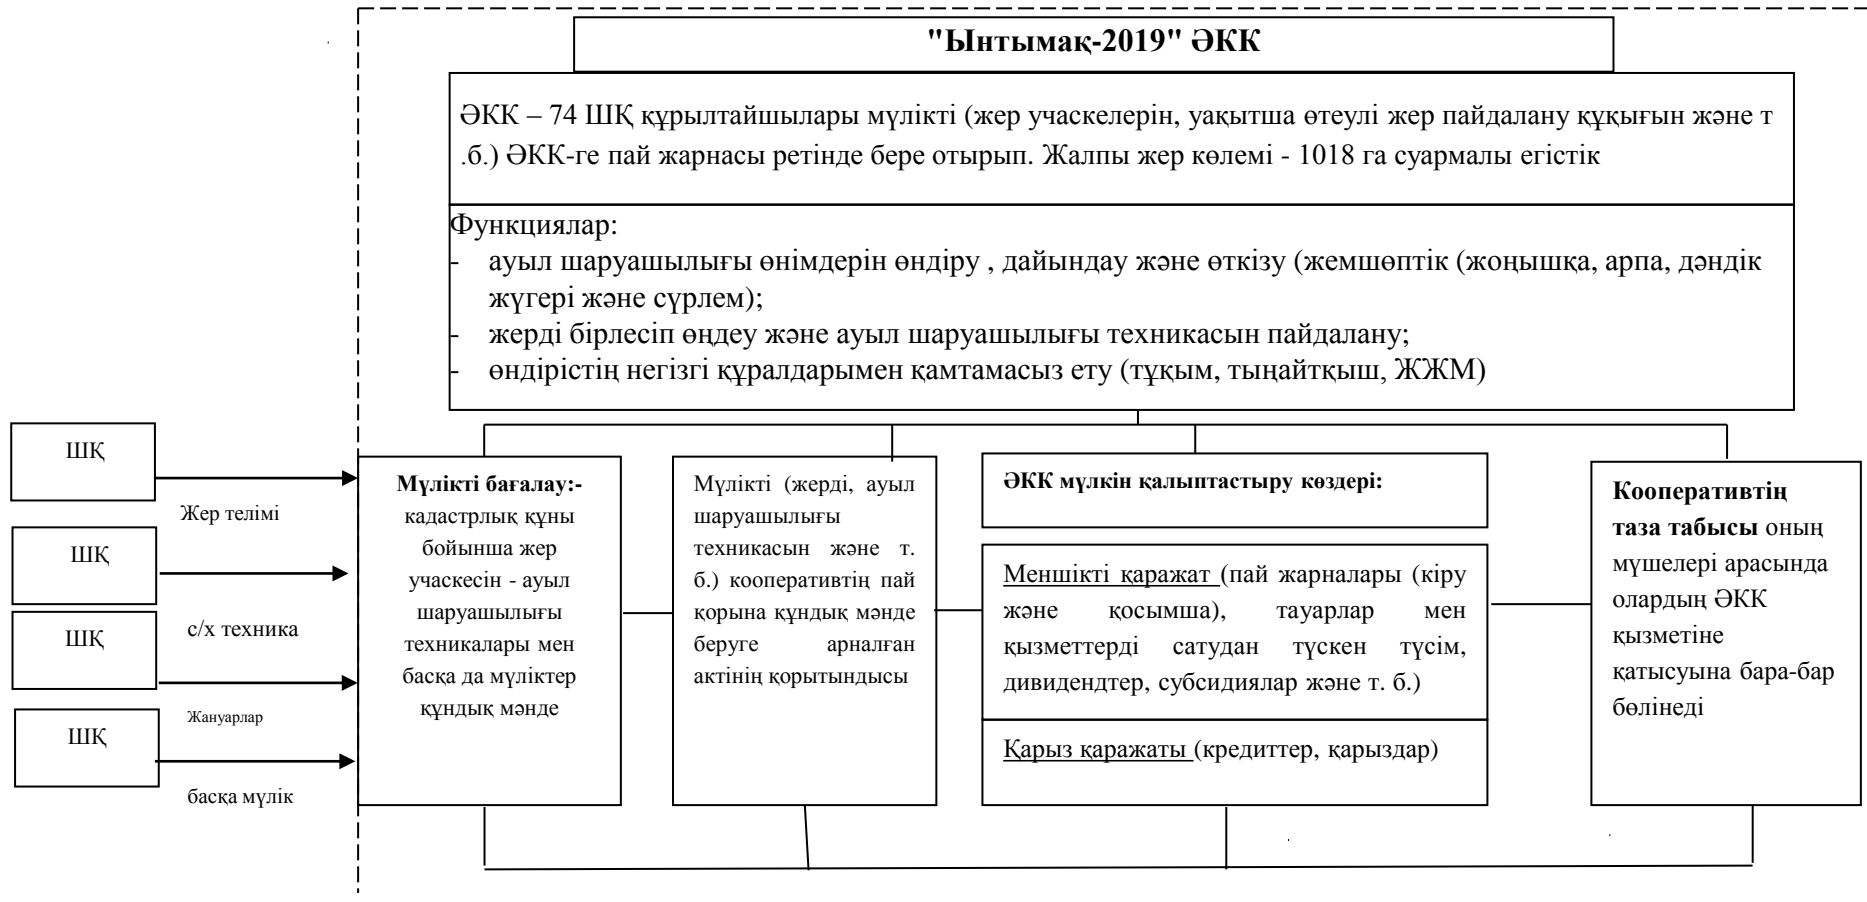 "Ынтымақ-2019" ӘКК
ӘКК – 74 ШҚ құрылтайшылары мүлікті (жер учаскелерін, уақытша өтеулі жер пайдалану құқығын және т
.б.) ӘКК-ге пай жарнасы ретінде бере отырып. Жалпы жер көлемі - 1018 га суармалы егістік
Функциялар:
- ауыл шаруашылығы өнімдерін өндіру , дайындау және өткізу (жемшөптік (жоңышқа, арпа, дәндік
жүгері және сүрлем);
- жерді бірлесіп өңдеу және ауыл шаруашылығы техникасын пайдалану;
- өндірістің негізгі құралдарымен қамтамасыз ету (тұқым, тыңайтқыш, ЖЖМ)
ШҚ
Жер телімі
ШҚ
с/х техника
ШҚ
Жануарлар
ШҚ
басқа мүлік
Мүлікті бағалау:-
кадастрлық құны
бойынша жер
учаскесін - ауыл
шаруашылығы
техникалары мен
басқа да мүліктер
құндық мәнде
Мүлікті (жерді, ауыл
шаруашылығы
техникасын және т.
б.) кооперативтің пай
қорына құндық мәнде
беруге арналған
актінің қорытындысы
ӘКК мүлкін қалыптастыру көздері:
Меншікті қаражат (пай жарналары (кіру
және қосымша), тауарлар мен
қызметтерді сатудан түскен түсім,
дивидендтер, субсидиялар және т. б.)
Қарыз қаражаты (кредиттер, қарыздар)
Кооперативтің
таза табысы оның
мүшелері арасында
олардың ӘКК
қызметіне
қатысуына бара-бар
бөлінеді